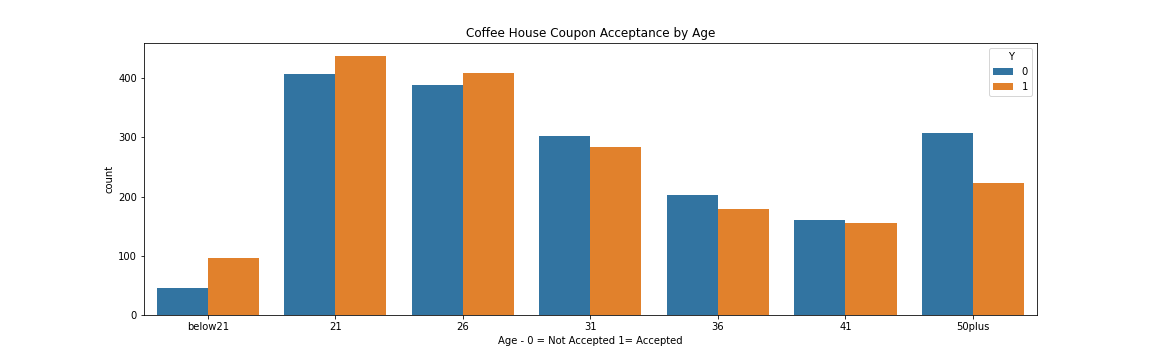 Coffee House Coupon Acceptance by Age
Y
0
1
count
400
300
200
100
0
below21 21 26 31 36 41 50plus
Age - 0 = Not Accepted 1= Accepted